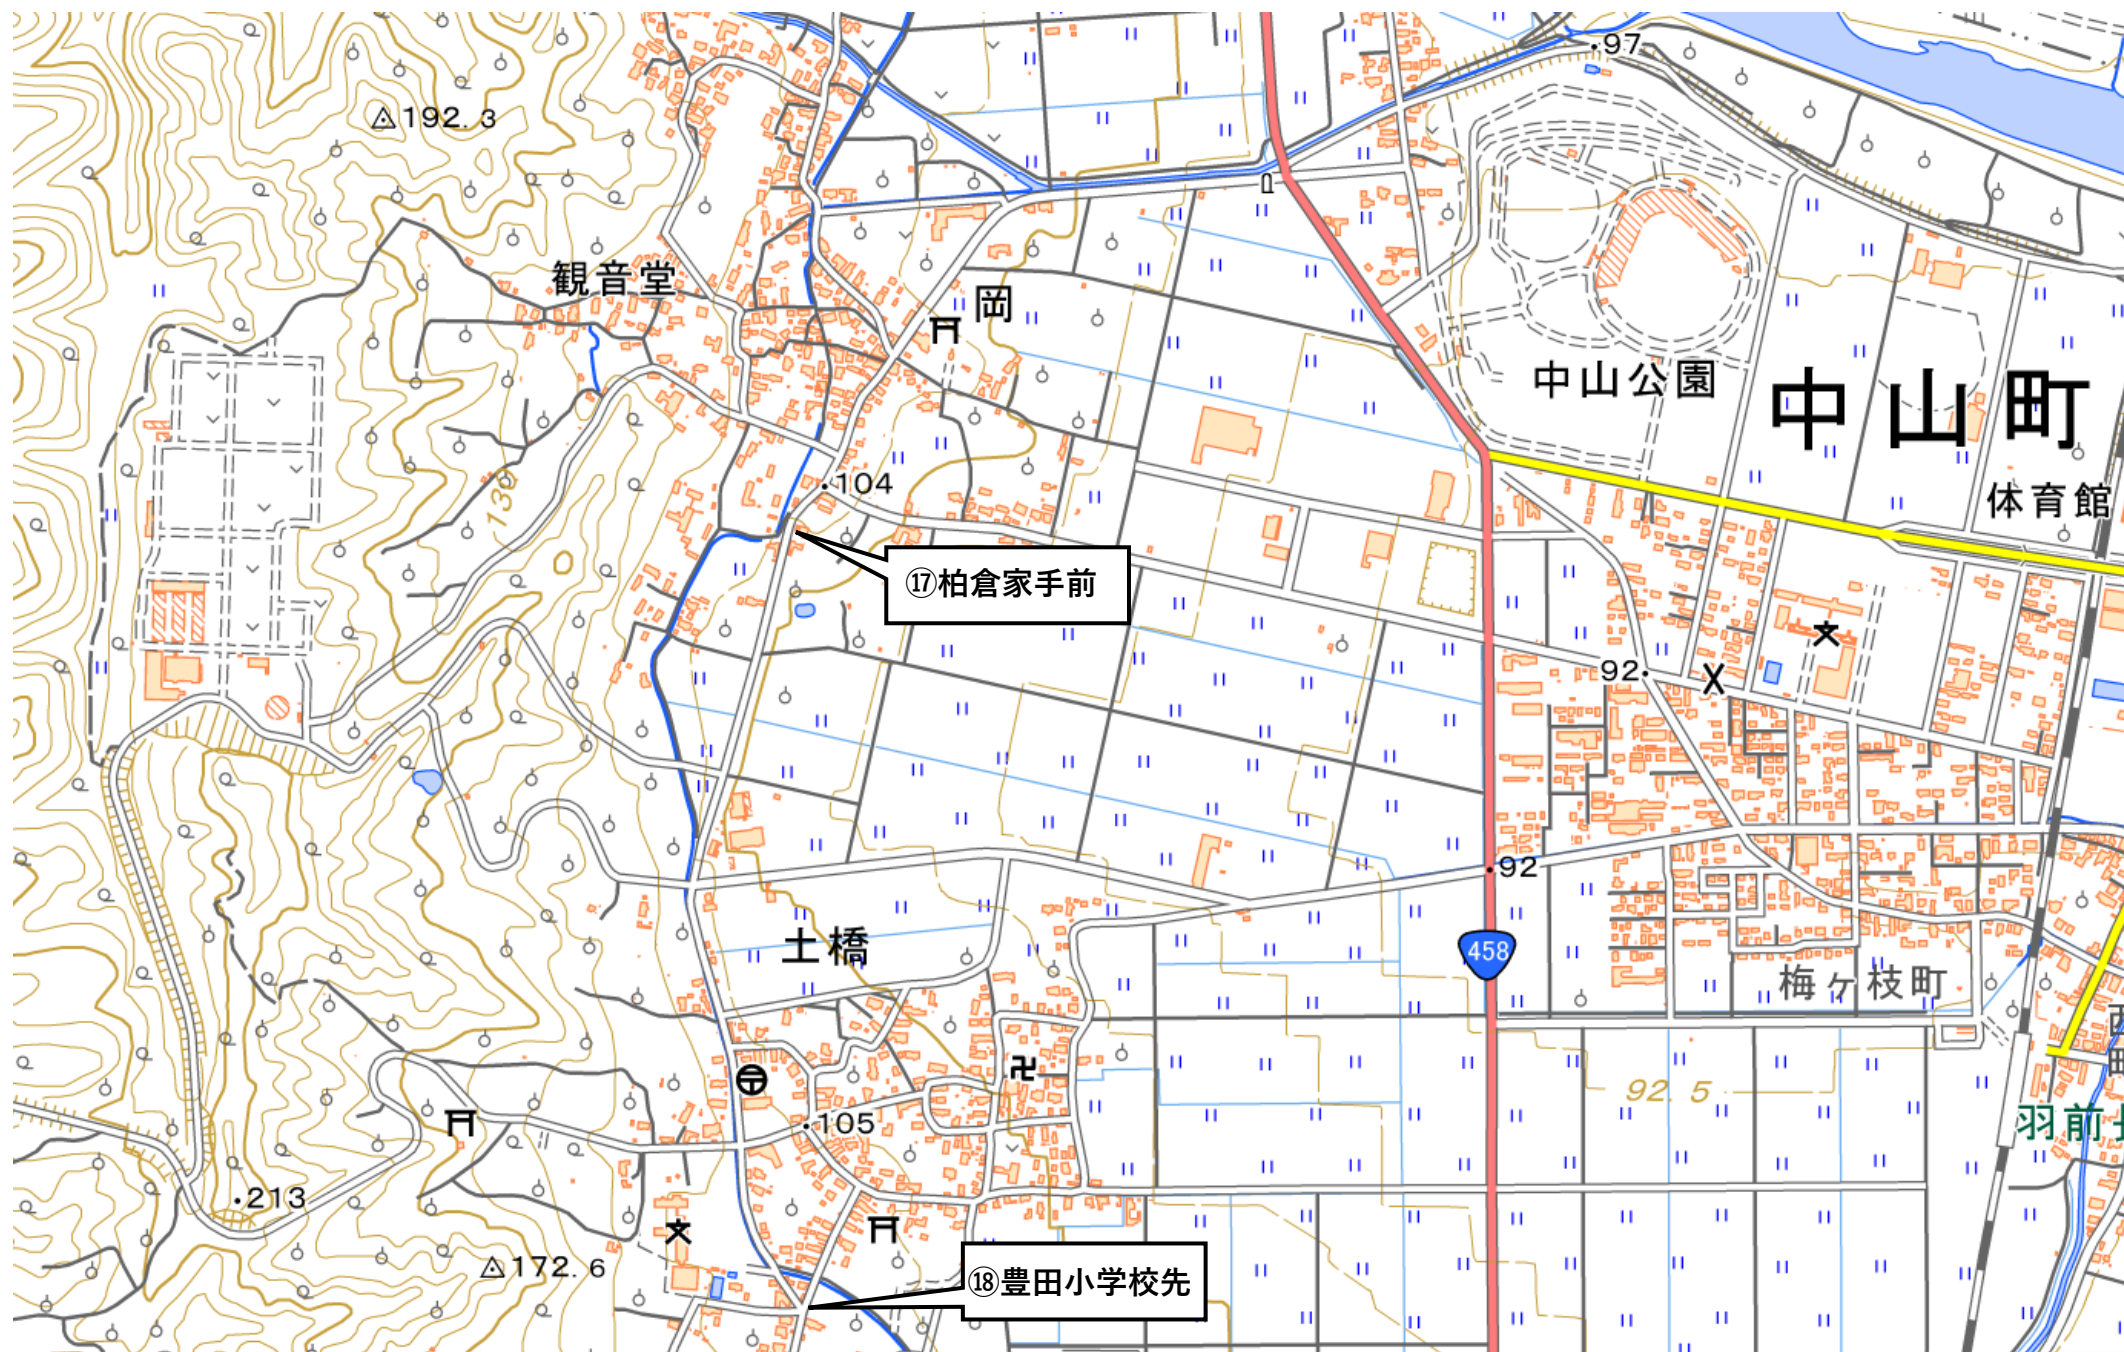 97
192.3
観音堂
岡
中山公園
中山町
体育館
104
⑰柏倉家手前
92
92
土橋
458
梅ヶ枝町
92.5
105
羽前
213
172.6
⑱豊田小学校先